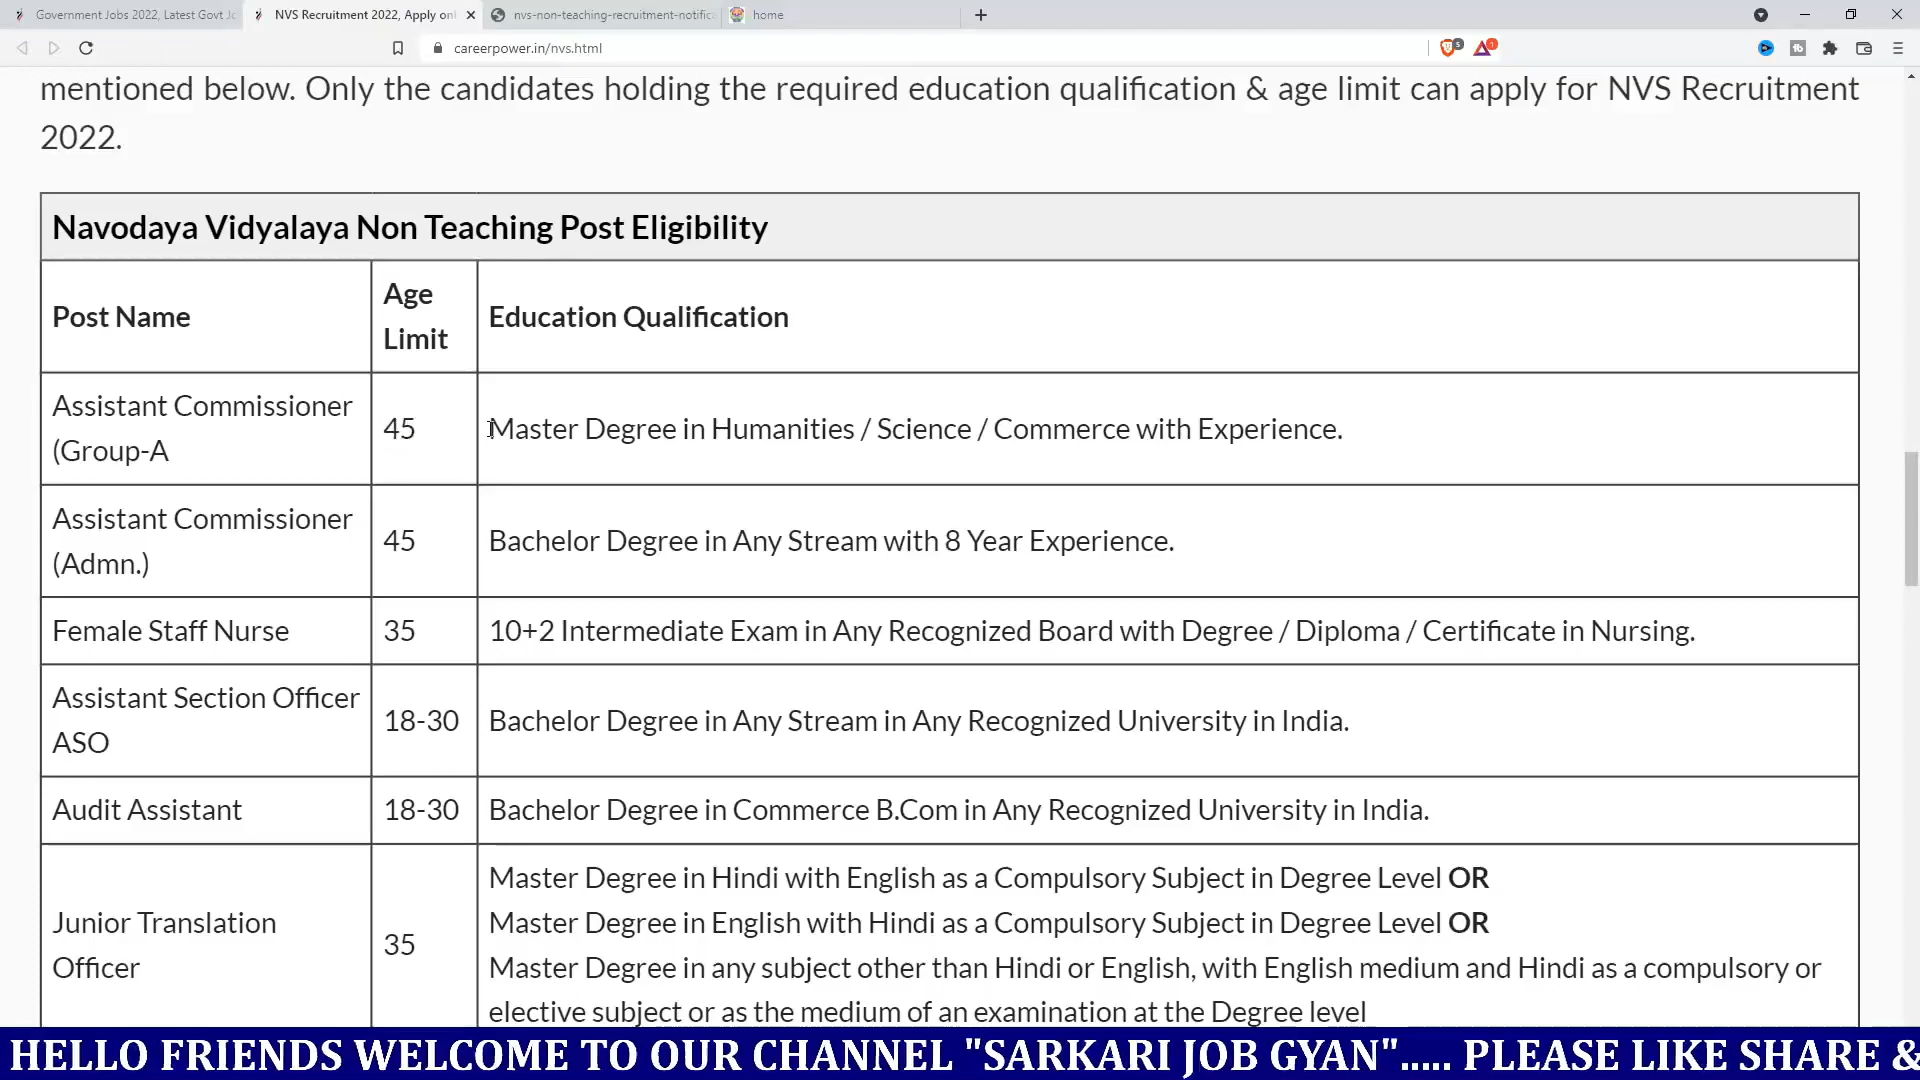 Government Jobs 2022, Latest Govt Jo
NVS Recruitment 2022, Apply onl
nvs-non-teaching-recruitment-notific
home
careerpower.in/nvs.html
mentioned below. Only the candidates holding the required education qualification & age limit can apply for NVS Recruitment
2022.
Navodaya Vidyalaya Non Teaching Post Eligibility
Post Name
Age
Limit
Education Qualification
Assistant Commissioner
(Group-A
45
Master Degree in Humanities / Science / Commerce with Experience.
Assistant Commissioner
(Admn.)
45
Bachelor Degree in Any Stream with 8 Year Experience.
Female Staff Nurse
35
10+2 Intermediate Exam in Any Recognized Board with Degree / Diploma / Certificate in Nursing.
Assistant Section Officer
ASO
18-30
Bachelor Degree in Any Stream in Any Recognized University in India.
Audit Assistant
18-30
Bachelor Degree in Commerce B.Com in Any Recognized University in India.
Junior Translation
Officer
35
Master Degree in Hindi with English as a Compulsory Subject in Degree Level OR
Master Degree in English with Hindi as a Compulsory Subject in Degree Level OR
Master Degree in any subject other than Hindi or English, with English medium and Hindi as a compulsory or
elective subject or as the medium of an examination at the Degree level
HELLO FRIENDS WELCOME TO OUR CHANNEL "SARKARI JOB GYAN"..... PLEASE LIKE SHARE &